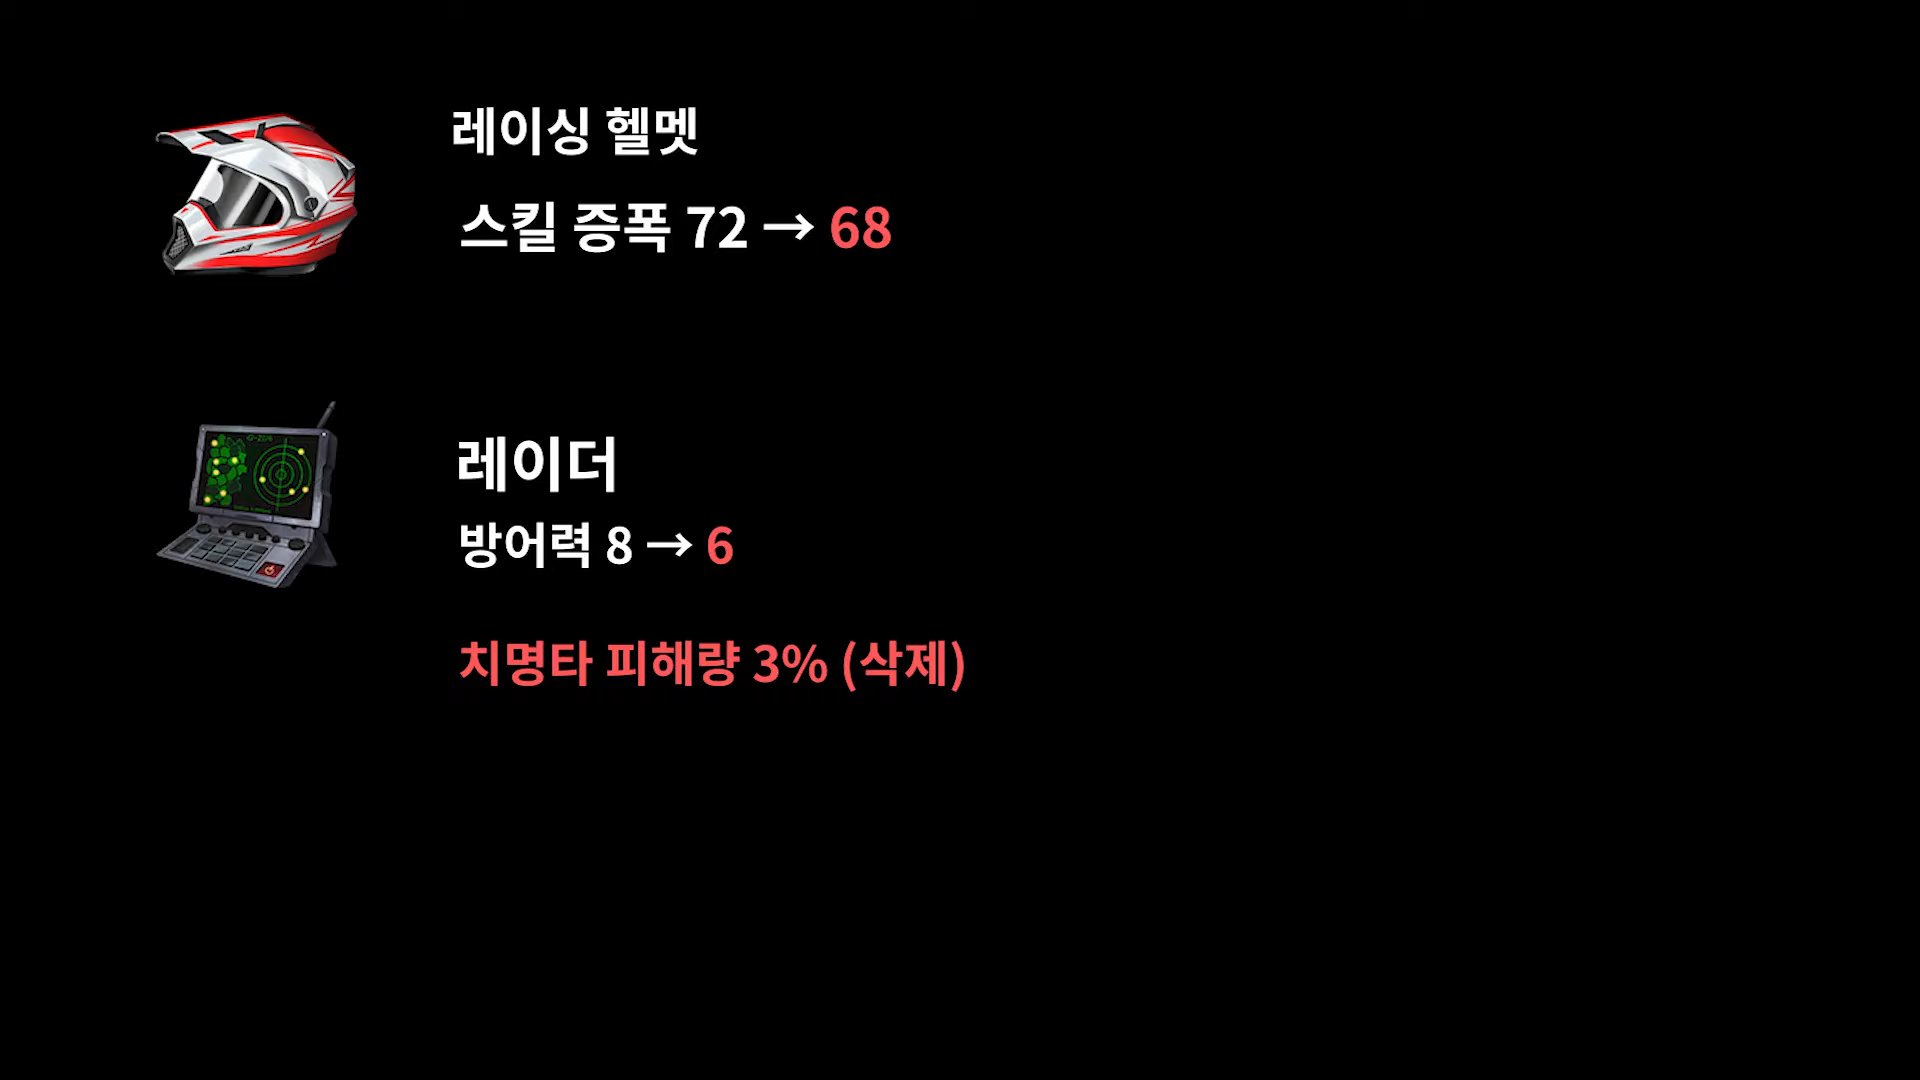 레이싱 헬멧
스킬 증폭 72 → 68
레이더
방어력 8 → 6
치명타 피해량 3% (삭제)